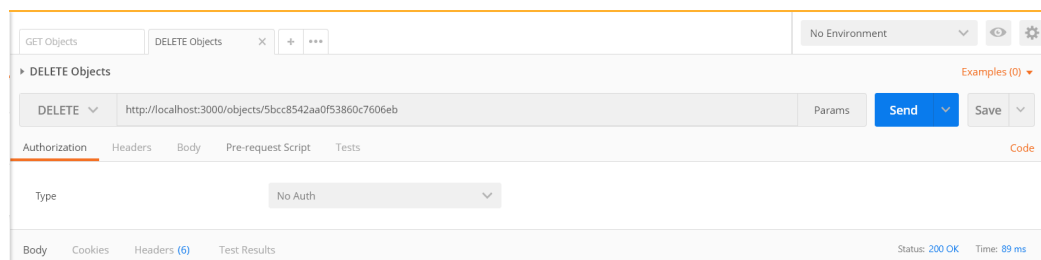 GET Objects DELETE Objects No Environment
DELETE Objects Examples (0)
DELETE http://localhost:3000/objects/5bcc8542aa0f53860c7606eb Params Send Save
Authorization Headers Body Pre-request Script Tests Code
Type No Auth
Body Cookies Headers (6) Test Results Status: 200 OK Time: 89 ms